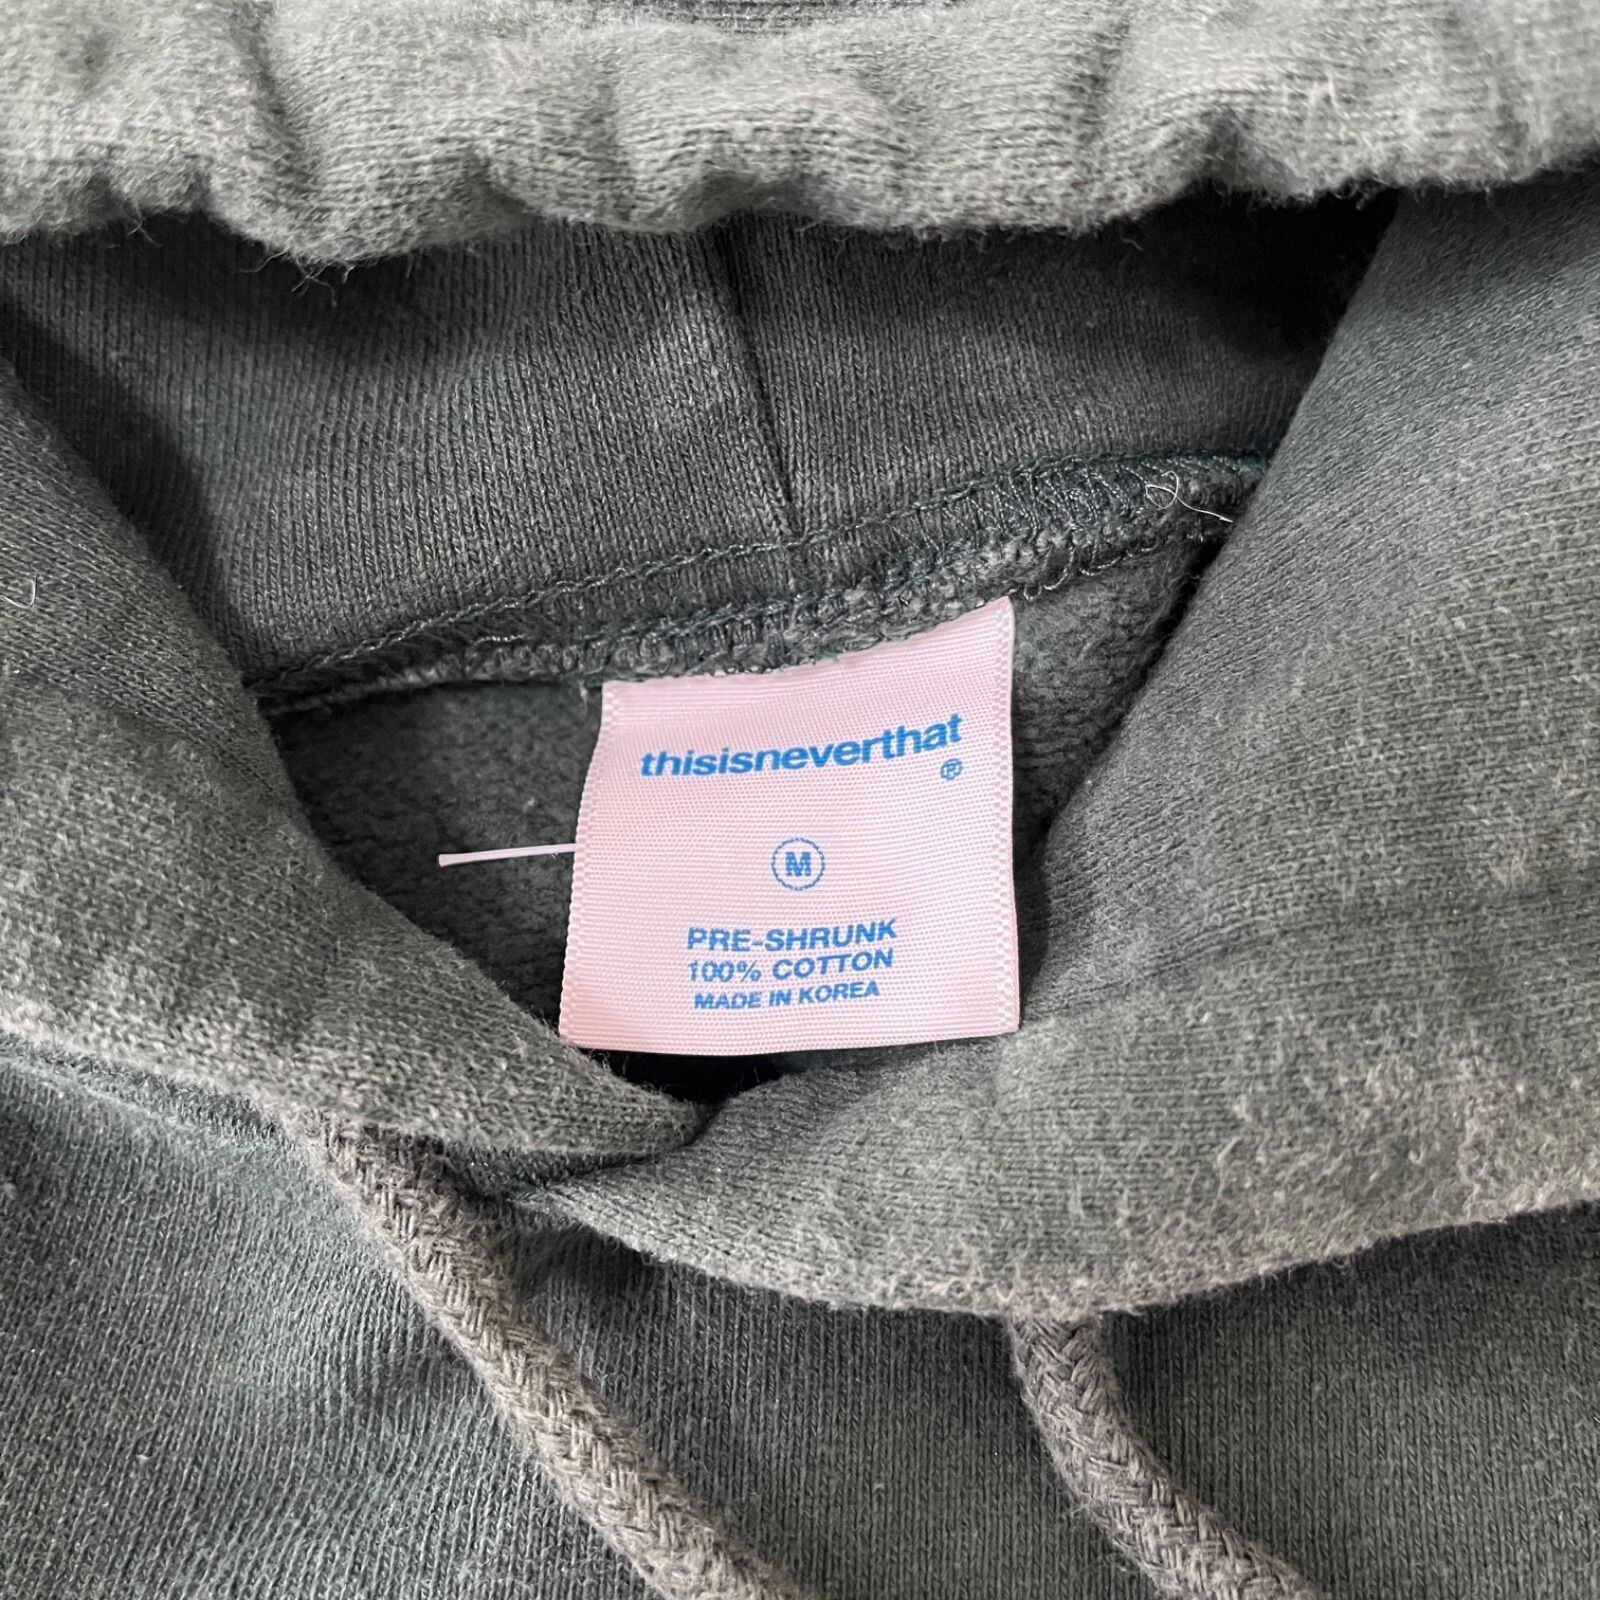 thisisneverthat
®
M
PRE-SHRUNK
100% COTTON
MADE IN KOREA